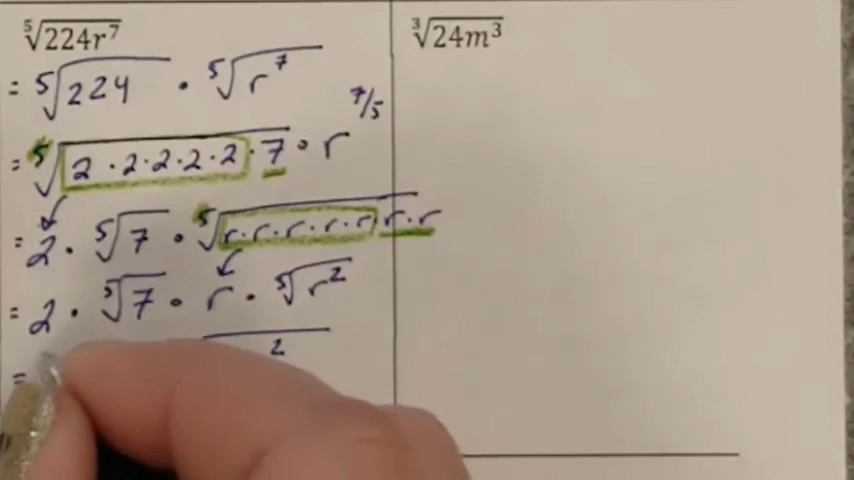 ⁵√224r⁷
= ⁵√224 · ⁵√r⁷
= ⁵√2·2·2·2·2·7 · r^7/5
= 2 · ⁵√7 · ⁵√r·r·r·r·r·r·r
= 2 · ⁵√7 · r · ⁵√r²
= 2
³√24m³